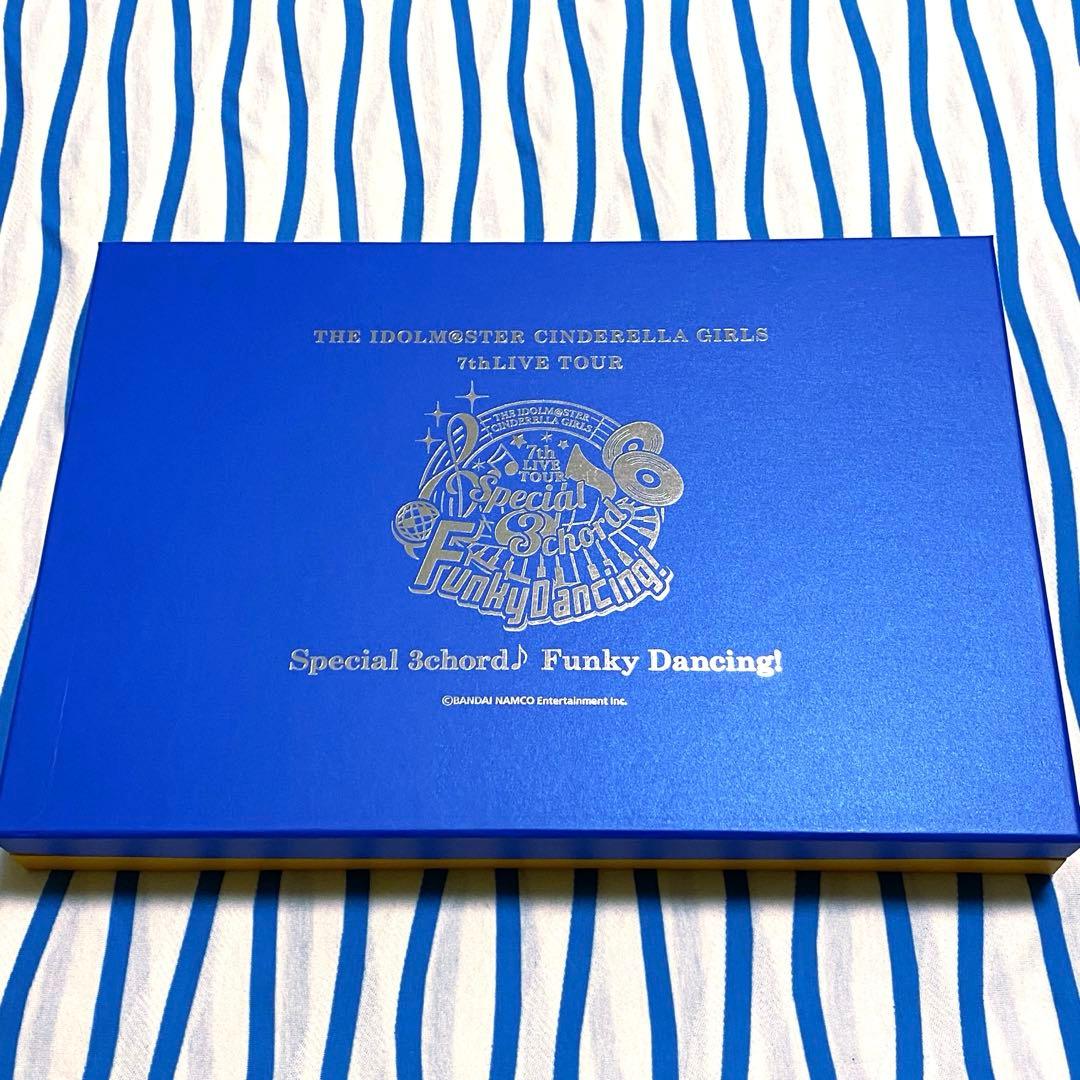 THE IDOLM@STER CINDERELLA GIRLS
7thLIVE TOUR
THE IDOLM@STER
CINDERELLA GIRLS
7th
LIVE
TOUR
Special
3chord♪
Funky Dancing!
Special 3chord♪ Funky Dancing!
©BANDAI NAMCO Entertainment Inc.